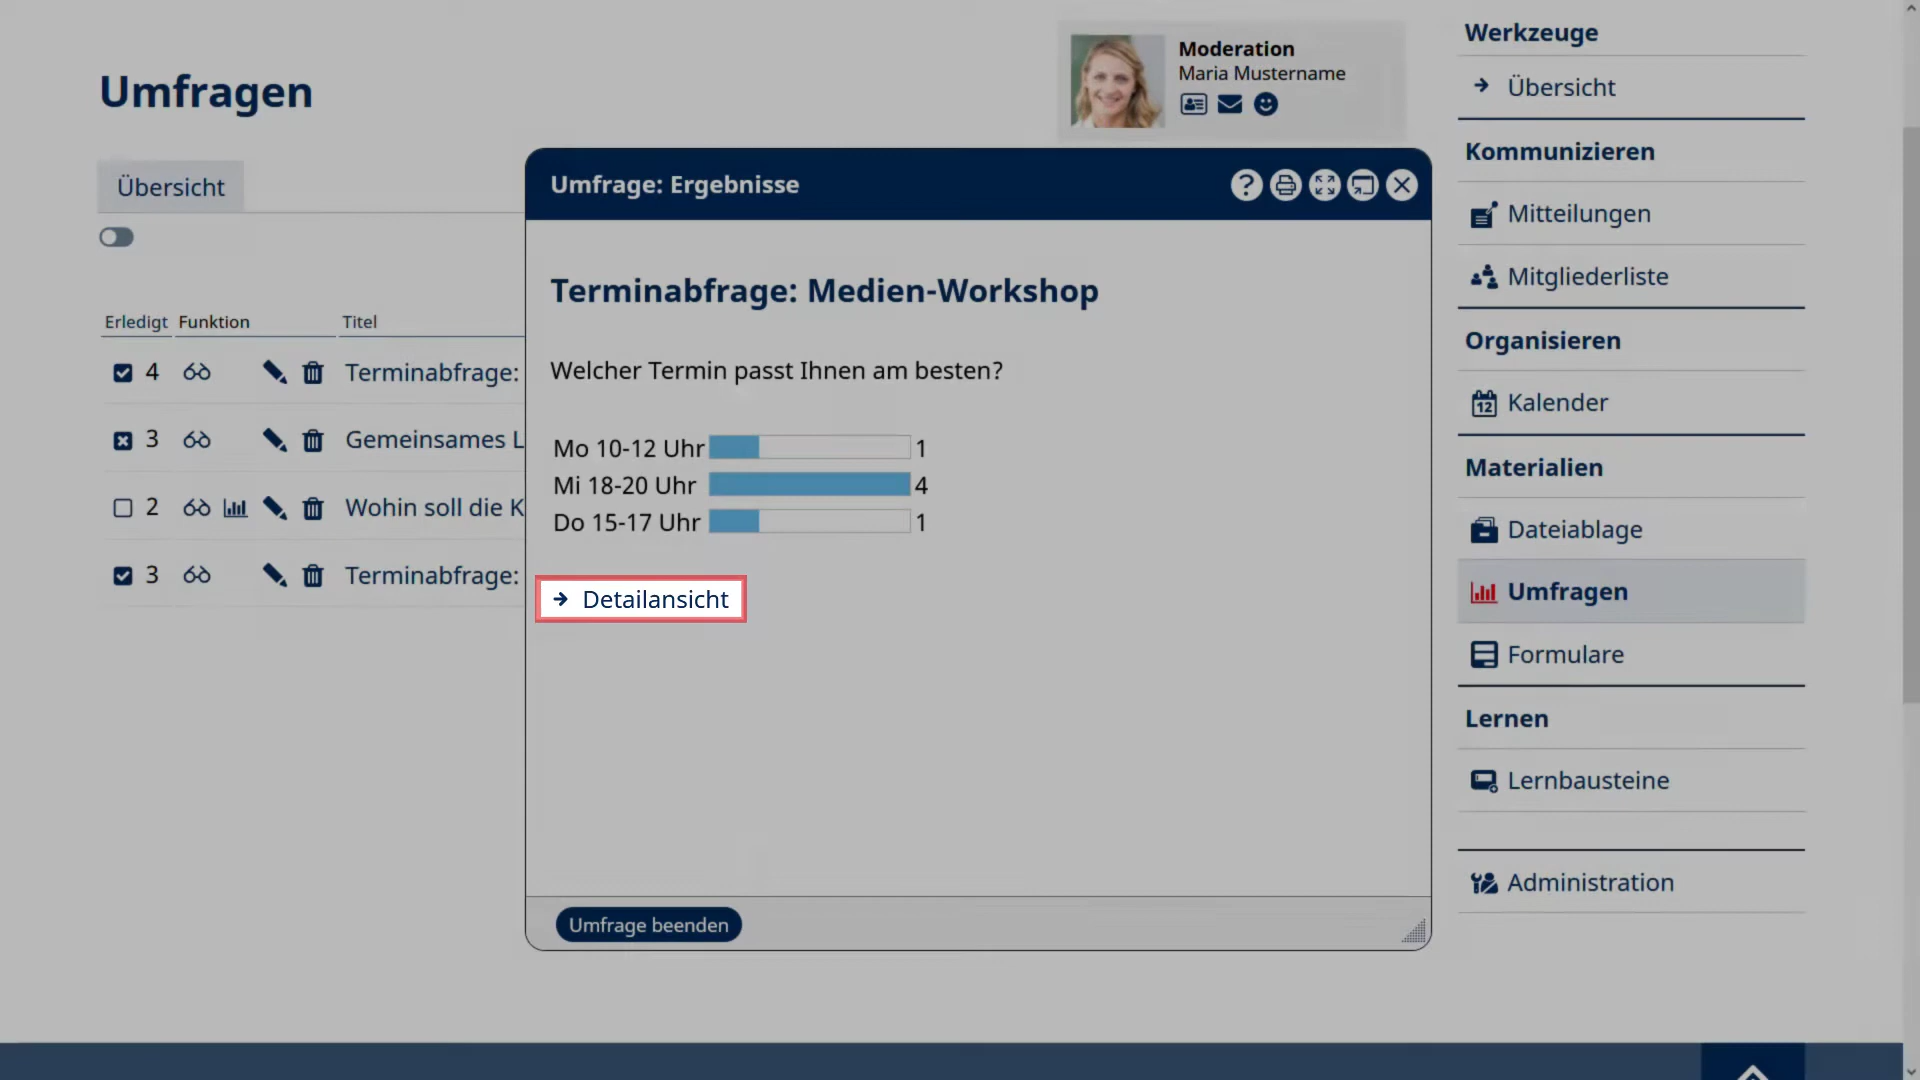 Umfragen
Moderation
Maria Mustername
Übersicht
Erledigt Funktion Titel
4 Terminabfrage:
3 Gemeinsames L
2 Wohin soll die K
3 Terminabfrage:
Umfrage: Ergebnisse
?
Terminabfrage: Medien-Workshop
Welcher Termin passt Ihnen am besten?
Mo 10-12 Uhr 1
Mi 18-20 Uhr 4
Do 15-17 Uhr 1
Detailansicht
Umfrage beenden
Werkzeuge
Übersicht
Kommunizieren
Mitteilungen
Mitgliederliste
Organisieren
12 Kalender
Materialien
Dateiablage
Umfragen
Formulare
Lernen
Lernbausteine
Administration